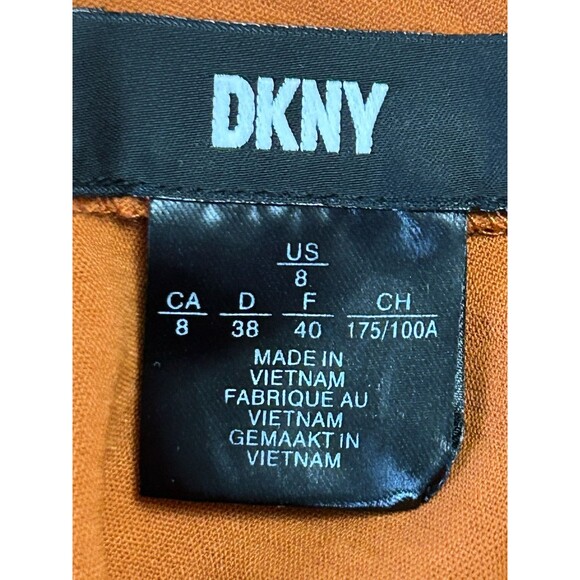 DKNY
US
8
CA D F CH
8 38 40 175/100A
MADE IN
VIETNAM
FABRIQUE AU
VIETNAM
GEMAAKT IN
VIETNAM